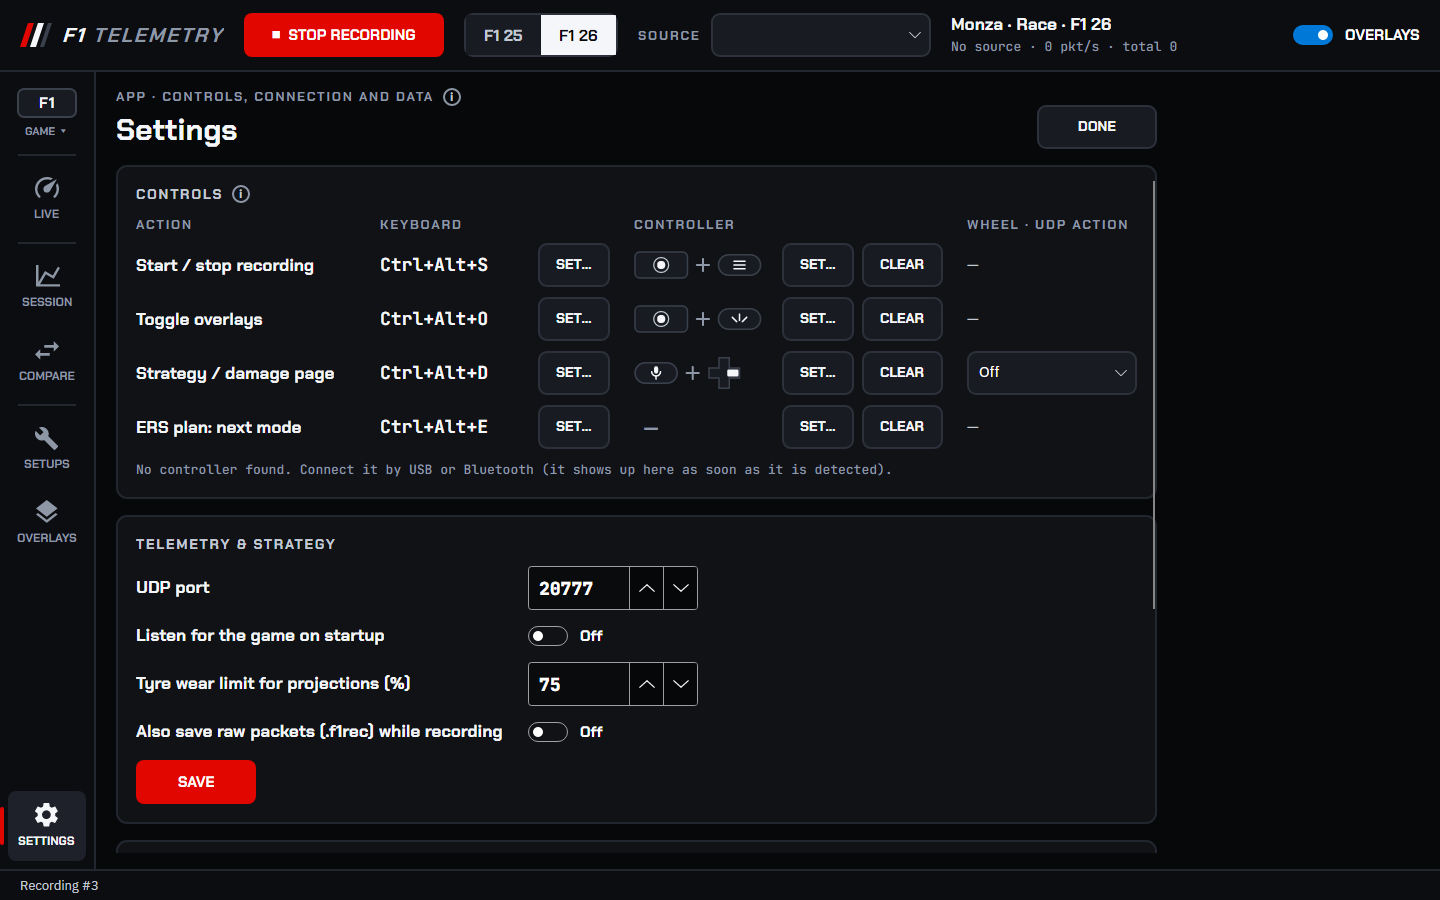 F1 TELEMETRY
STOP RECORDING
F1 25
F1 26
SOURCE
Monza · Race · F1 26
No source · 0 pkt/s · total 0
OVERLAYS
F1
GAME
LIVE
SESSION
COMPARE
SETUPS
OVERLAYS
SETTINGS
APP · CONTROLS, CONNECTION AND DATA
Settings
DONE
CONTROLS
ACTION KEYBOARD CONTROLLER WHEEL · UDP ACTION
Start / stop recording Ctrl+Alt+S SET... + SET... CLEAR —
Toggle overlays Ctrl+Alt+O SET... + SET... CLEAR —
Strategy / damage page Ctrl+Alt+D SET... + SET... CLEAR Off
ERS plan: next mode Ctrl+Alt+E SET... — SET... CLEAR —
No controller found. Connect it by USB or Bluetooth (it shows up here as soon as it is detected).
TELEMETRY & STRATEGY
UDP port 20777
Listen for the game on startup Off
Tyre wear limit for projections (%) 75
Also save raw packets (.f1rec) while recording Off
SAVE
Recording #3